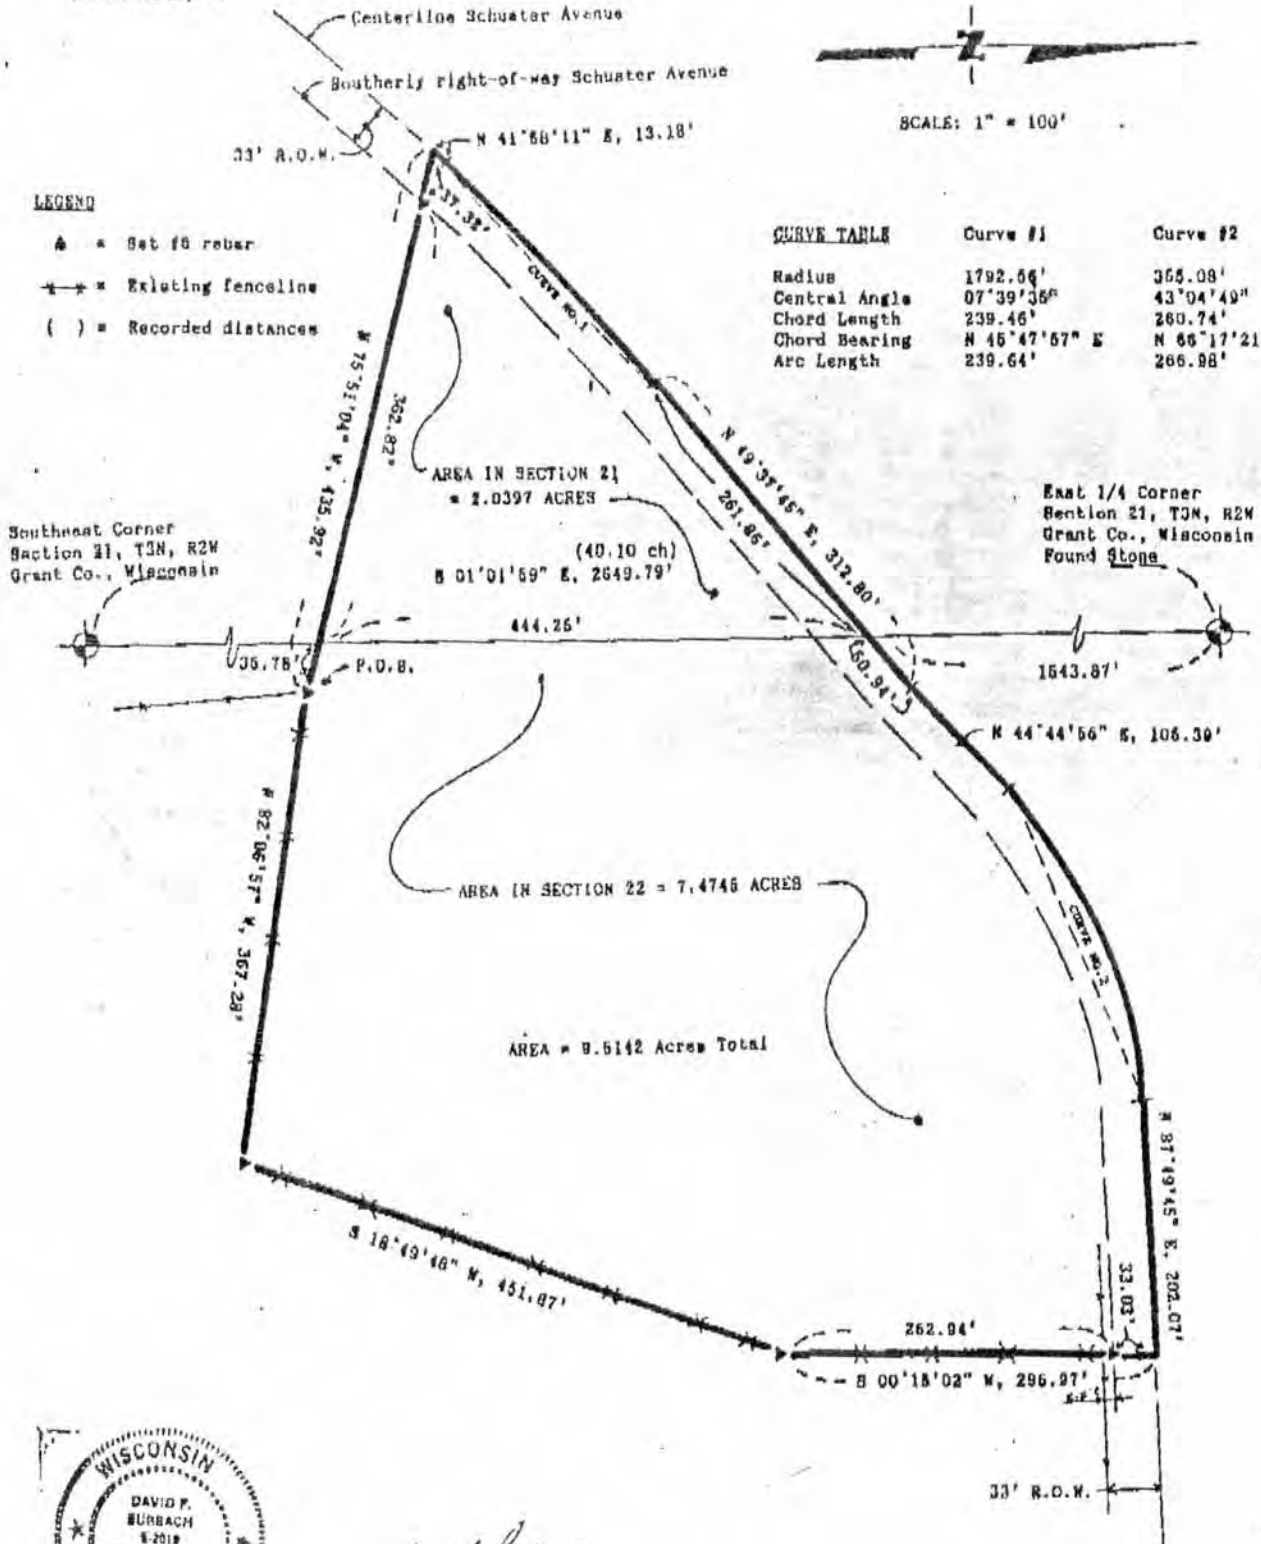 Centerline Schuster Avenue
Southerly right-of-way Schuster Avenue
33' R.O.W.
N 41°58'11" E, 13.18'
SCALE: 1" = 100'
LEGEND
= Set #6 rebar
= Existing fenceline
( ) = Recorded distances
37.32'
CURVE NO.1
CURVE TABLE Curve #1 Curve #2
Radius 1792.56' 355.08'
Central Angle 07°39'35" 43°04'49"
Chord Length 239.46' 260.74'
Chord Bearing N 45°47'57" E N 66°17'21
Arc Length 239.64' 266.98'
N 75°51'04" W, 435.92'
362.82'
AREA IN SECTION 21
= 2.0397 ACRES
N 49°37'45" E, 312.80'
261.86'
East 1/4 Corner
Section 21, T3N, R2W
Grant Co., Wisconsin
Found Stone
Southeast Corner
Section 21, T3N, R2W
Grant Co., Wisconsin
(40.10 ch)
S 01°01'59" E, 2649.79'
444.25'
35.78'
P.O.B.
(50.94')
1543.87'
N 44°44'56" E, 105.39'
N 82°06'57" W, 367.28'
AREA IN SECTION 22 = 7.4745 ACRES
CURVE NO.2
AREA = 9.5142 Acres Total
N 87°49'45" E, 202.07'
S 18°49'48" W, 451.87'
33.03'
262.94'
S 00°15'02" W, 295.97'
33' R.O.W.
WISCONSIN
DAVID F.
BURBACH
S-2018